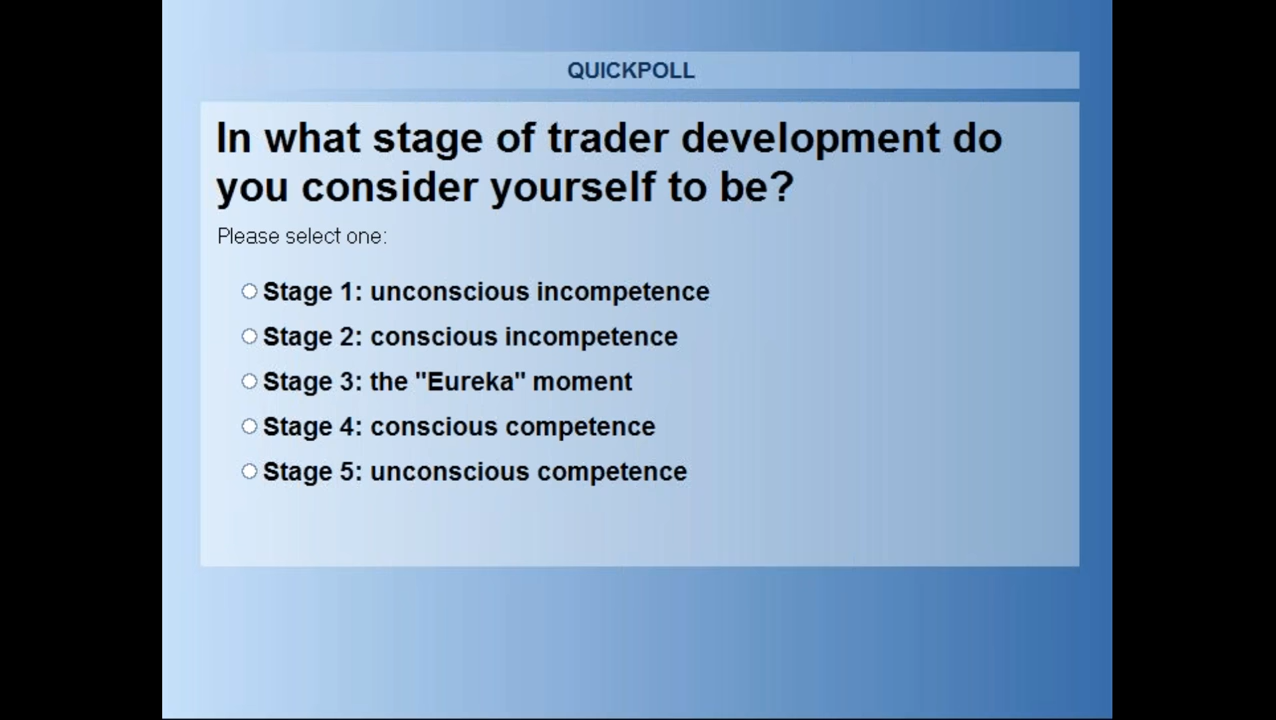 QUICKPOLL
In what stage of trader development do
you consider yourself to be?
Please select one:
Stage 1: unconscious incompetence
Stage 2: conscious incompetence
Stage 3: the "Eureka" moment
Stage 4: conscious competence
Stage 5: unconscious competence